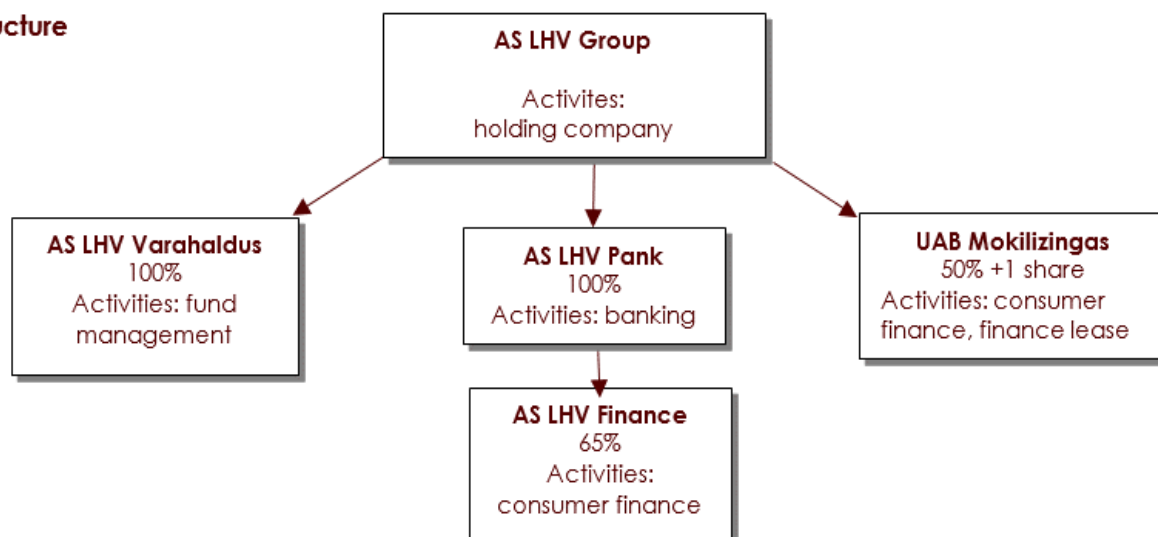 ucture
AS LHV Group
Activites:
holding company
AS LHV Varahaldus
100%
Activities: fund
management
AS LHV Pank
100%
Activities: banking
UAB Mokilizingas
50% +1 share
Activities: consumer
finance, finance lease
AS LHV Finance
65%
Activities:
consumer finance